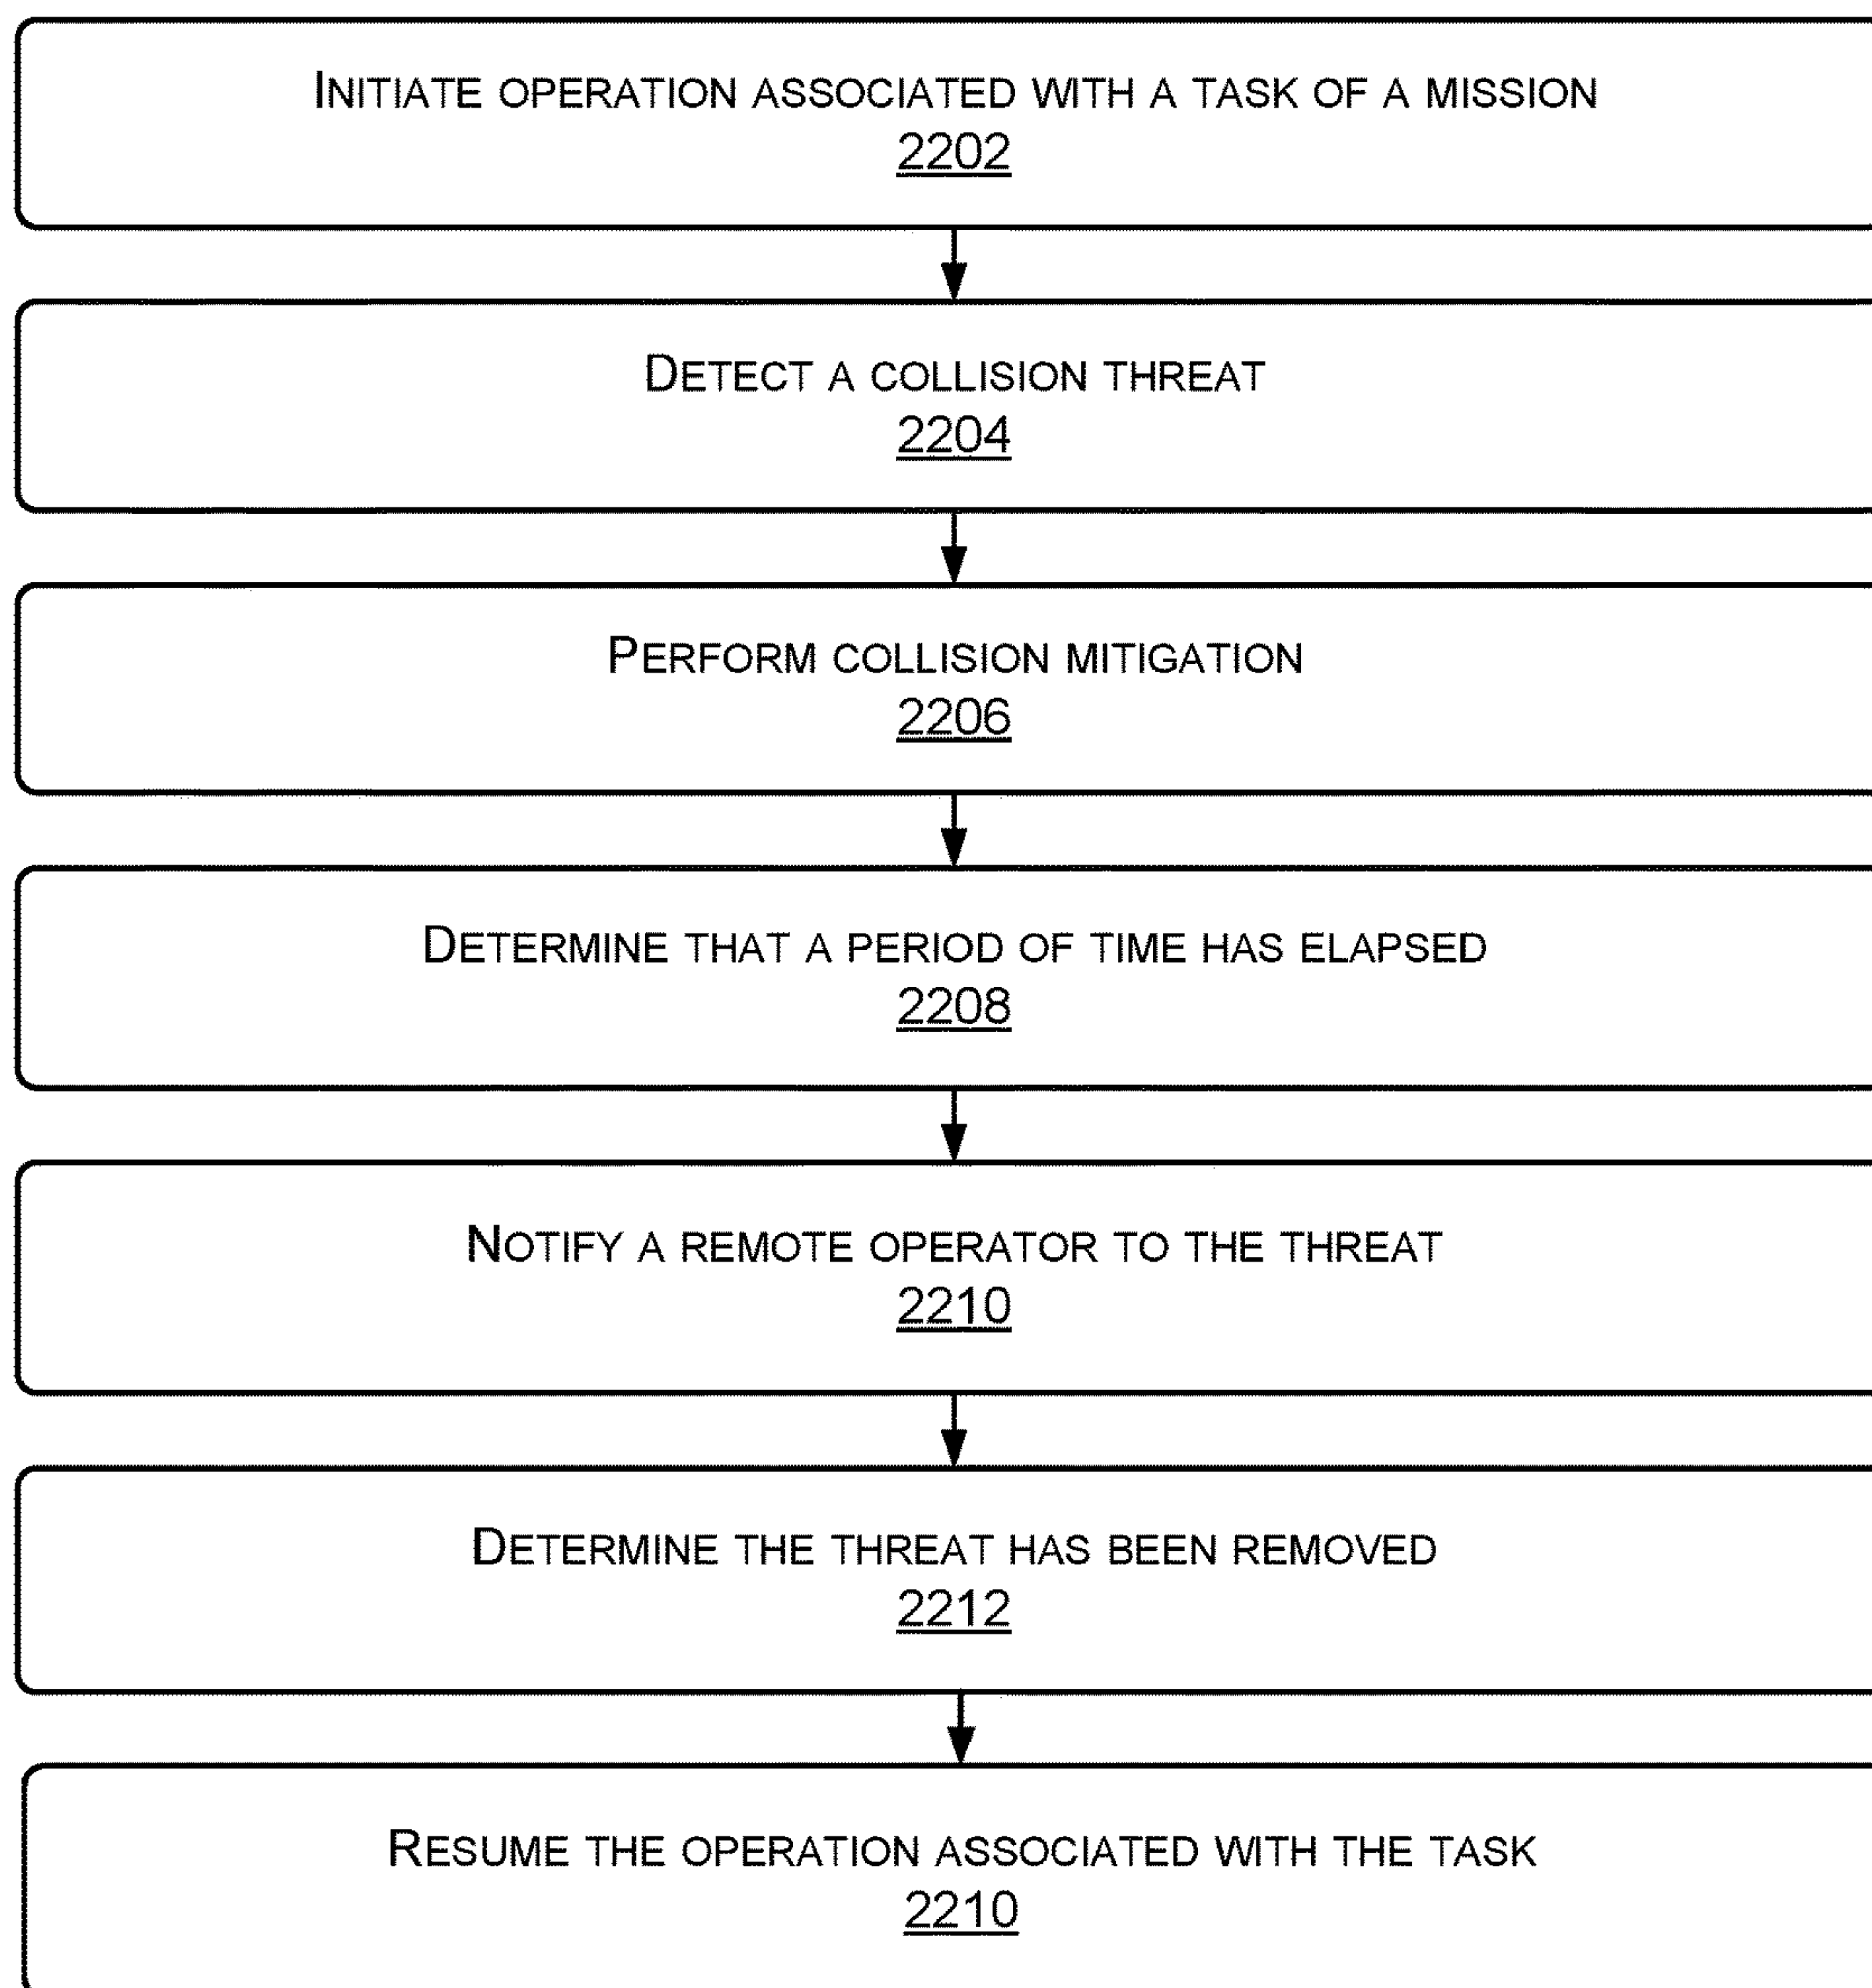 INITIATE OPERATION ASSOCIATED WITH A TASK OF A MISSION
2202
DETECT A COLLISION THREAT
2204
PERFORM COLLISION MITIGATION
2206
DETERMINE THAT A PERIOD OF TIME HAS ELAPSED
2208
NOTIFY A REMOTE OPERATOR TO THE THREAT
2210
DETERMINE THE THREAT HAS BEEN REMOVED
2212
RESUME THE OPERATION ASSOCIATED WITH THE TASK
2210